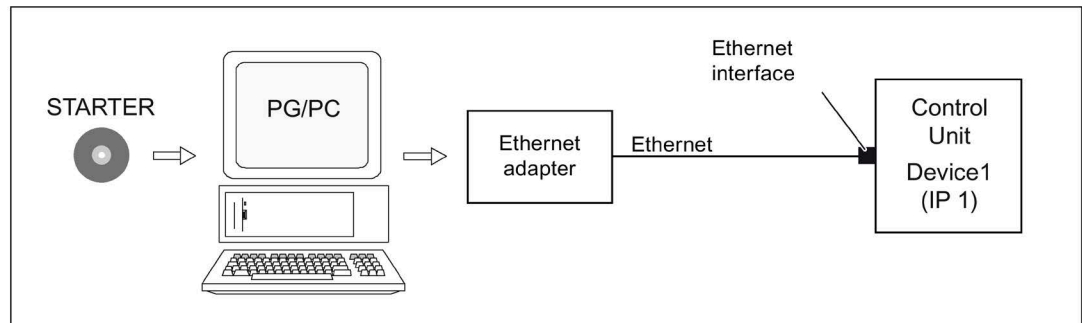 STARTER
PG/PC
Ethernet
adapter
Ethernet
Ethernet
interface
Control
Unit
Device1
(IP 1)